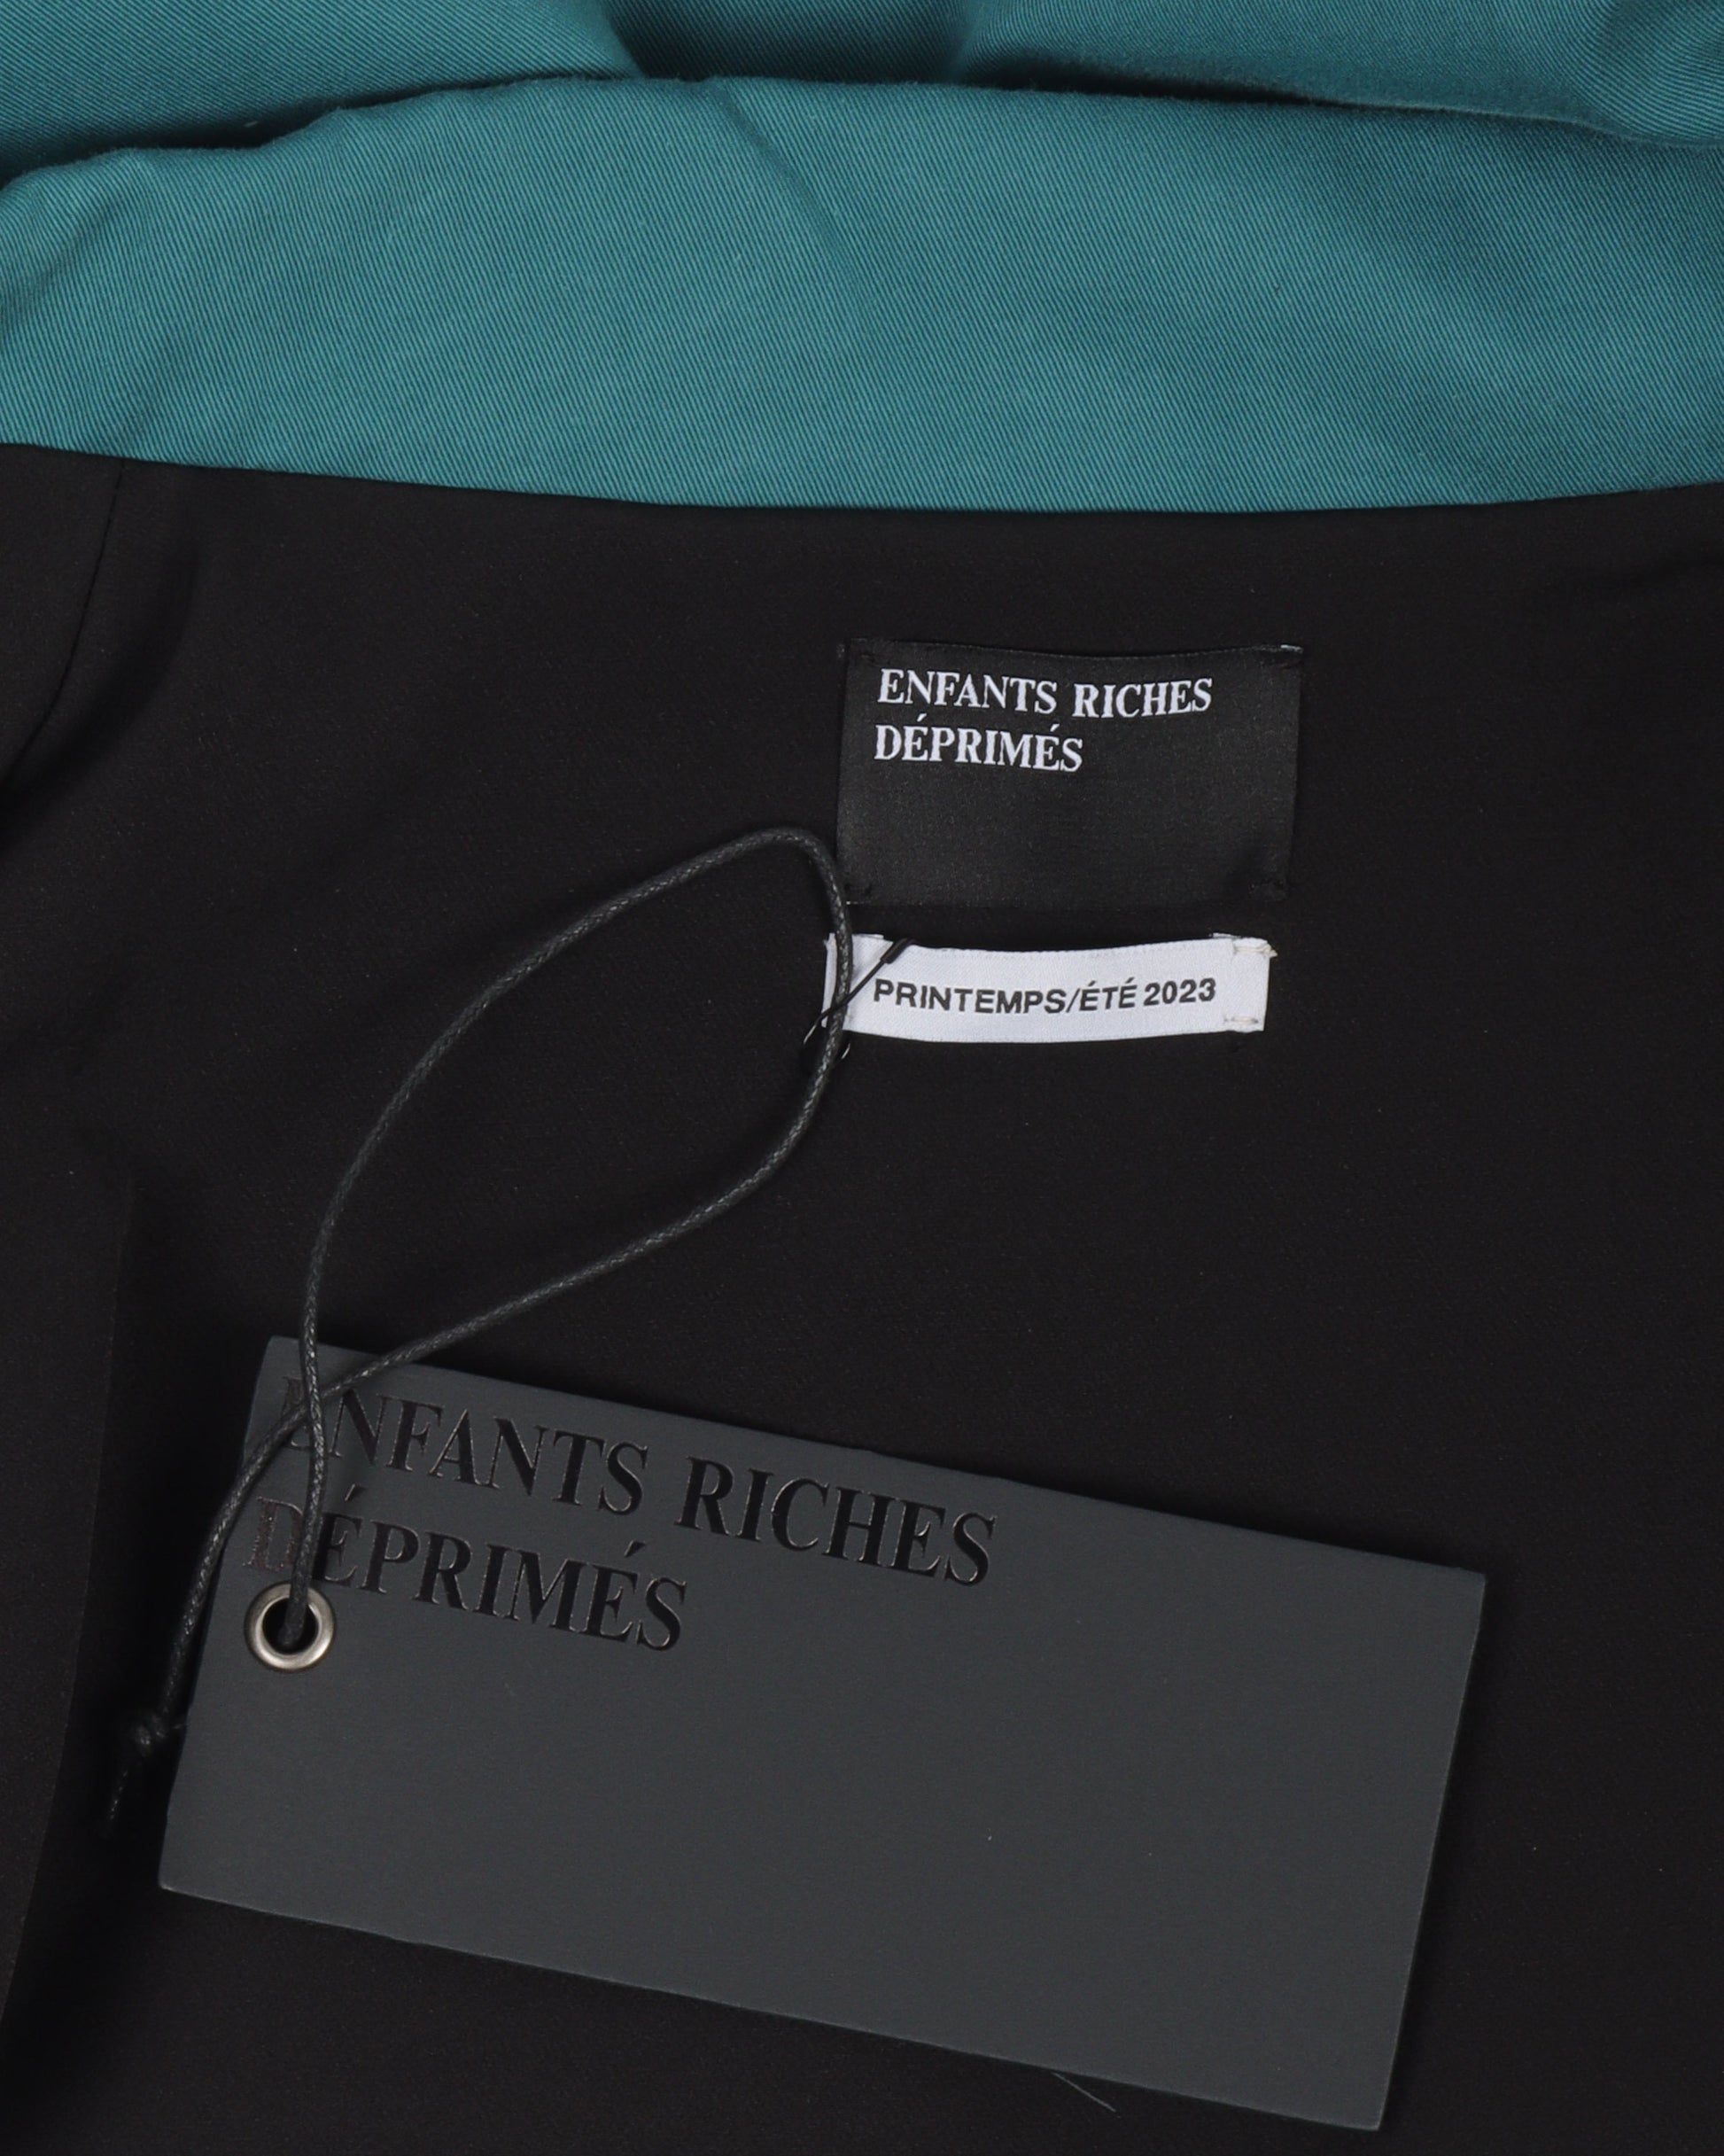 ENFANTS RICHES
DÉPRIMÉS
PRINTEMPS/ÉTÉ 2023
ENFANTS RICHES
DÉPRIMÉS